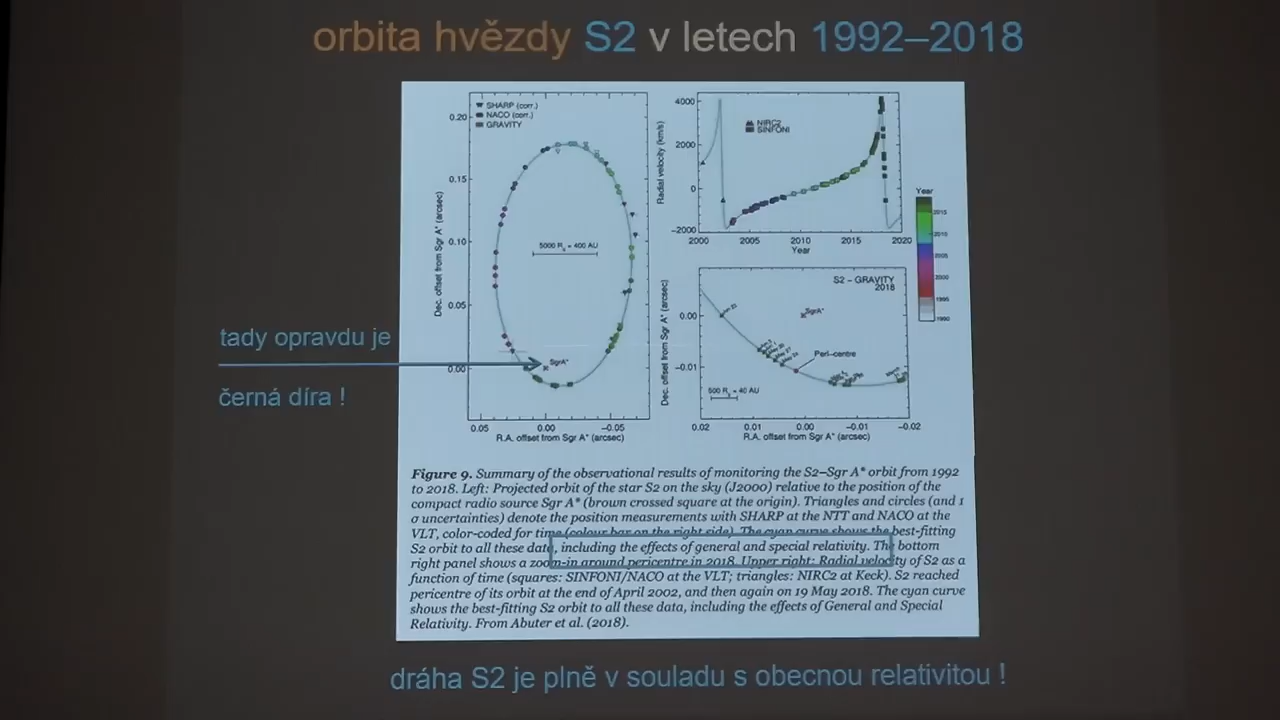 orbita hvězdy S2 v letech 1992–2018
SHARP (corr.)
NACO (corr.)
GRAVITY
0.20
0.15
0.10
0.05
0.00
Dec. offset from Sgr A* (arcsec)
= 400 AU
SgrA*
0.05
0.00
−0.05
R.A. offset from Sgr A* (arcsec)
4000
2000
0
−2000
Radial velocity (km/s)
NIRC2
SINFONI
2000
2005
2010
2015
2020
Year
Year
2015
2010
2005
2000
1995
1990
S2 – GRAVITY
2018
0.00
−0.01
Dec. offset from Sgr A* (arcsec)
SgrA*
Peri–centre
= 40 AU
0.02
0.01
0.00
−0.01
−0.02
R.A. offset from Sgr A* (arcsec)
tady opravdu je
černá díra !
Figure 9. Summary of the observational results of monitoring the S2–Sgr A* orbit from 1992
to 2018. Left: Projected orbit of the star S2 on the sky (J2000) relative to the position of the
compact radio source Sgr A* (brown crossed square at the origin). Triangles and circles (and 1
σ uncertainties) denote the position measurements with SHARP at the NTT and NACO at the
VLT, color-coded for time (colour bar on the right side). The cyan curve shows the best-fitting
S2 orbit to all these data, including the effects of general and special relativity. The bottom
right panel shows a zoom-in around pericentre in 2018. Upper right: Radial velocity of S2 as a
function of time (squares: SINFONI/NACO at the VLT; triangles: NIRC2 at Keck). S2 reached
pericentre of its orbit at the end of April 2002, and then again on 19 May 2018. The cyan curve
shows the best-fitting S2 orbit to all these data, including the effects of General and Special
Relativity. From Abuter et al. (2018).
dráha S2 je plně v souladu s obecnou relativitou !